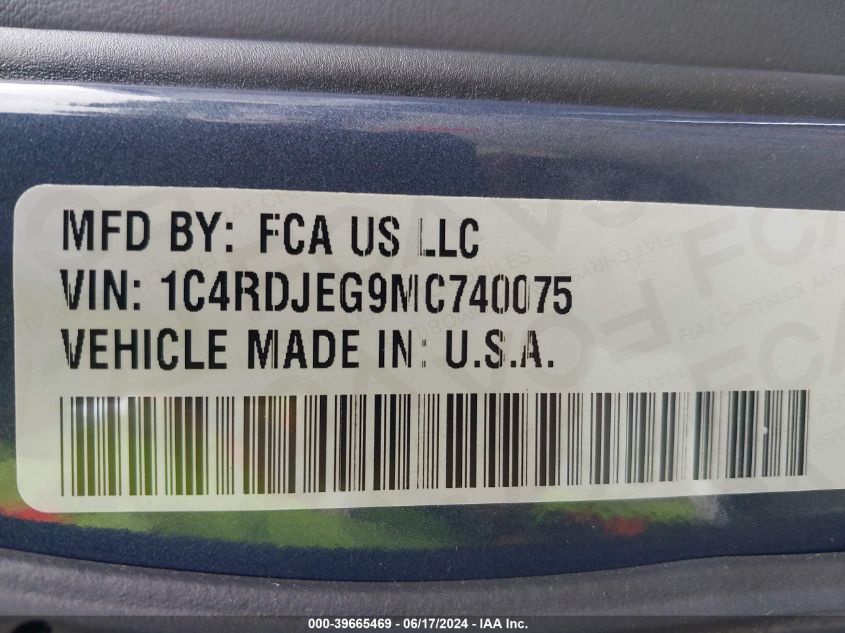 MFD BY: FCA US LLC
VIN: 1C4RDJEG9MC740075
VEHICLE MADE IN: U.S.A.
000-39665469 - 06/17/2024 - IAA Inc.